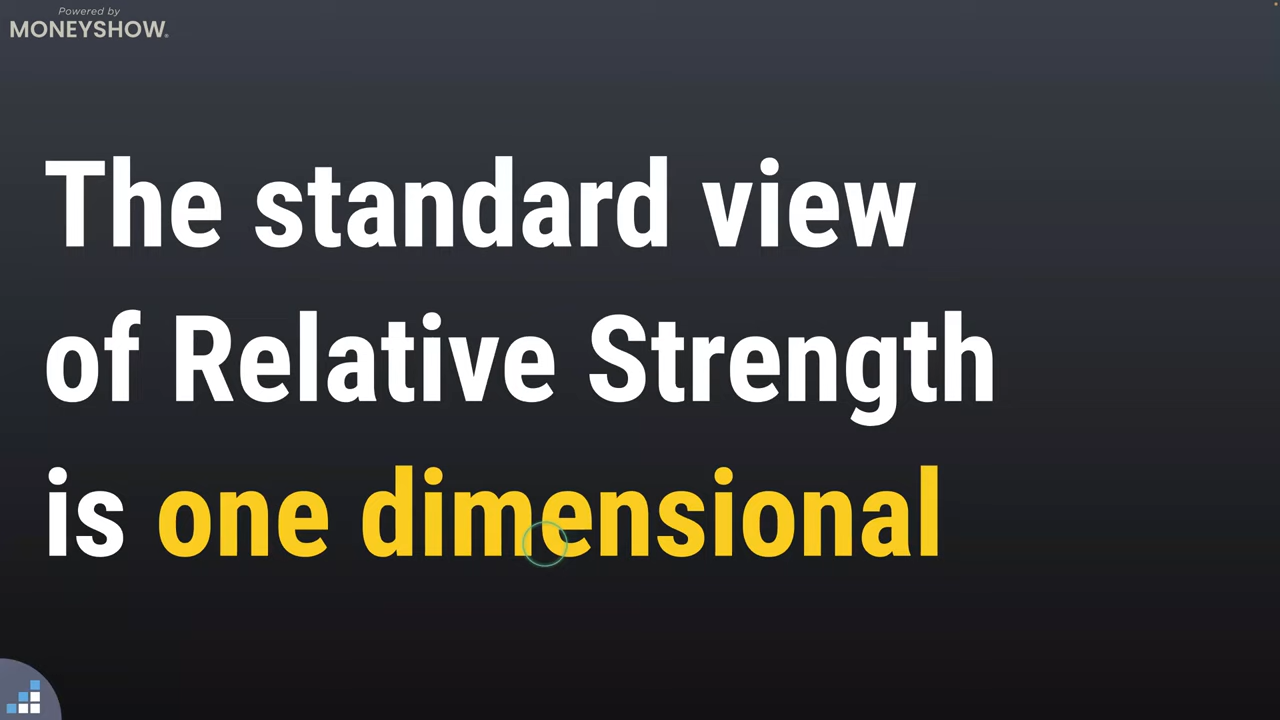 Powered by
MONEYSHOW.
The standard view
of Relative Strength
is one dimensional